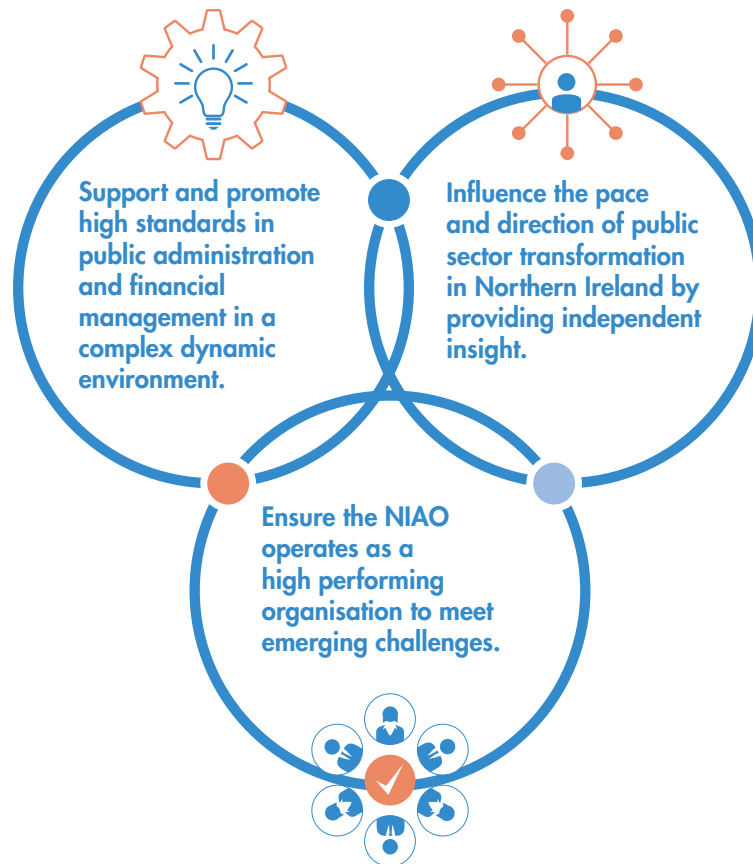 Support and promote
high standards in
public administration
and financial
management in a
complex dynamic
environment.
Influence the pace
and direction of public
sector transformation
in Northern Ireland by
providing independent
insight.
Ensure the NIAO
operates as a
high performing
organisation to meet
emerging challenges.